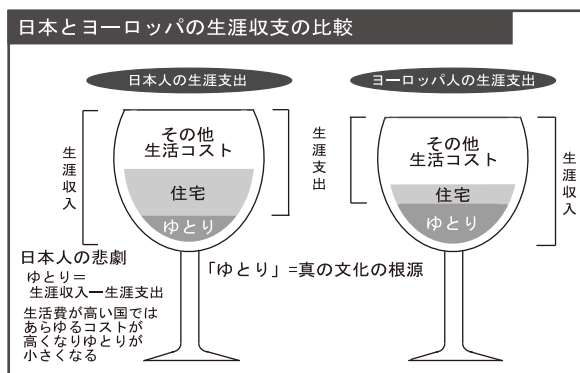 日本とヨーロッパの生涯収支の比較
日本人の生涯支出
ヨーロッパ人の生涯支出
生涯収入
その他
生活コスト
住宅
ゆとり
生涯支出
生涯支出
その他
生活コスト
住宅
ゆとり
生涯収入
日本人の悲劇
ゆとり＝
生涯収入ー生涯支出
生活費が高い国では
あらゆるコストが
高くなりゆとりが
小さくなる
「ゆとり」=真の文化の根源